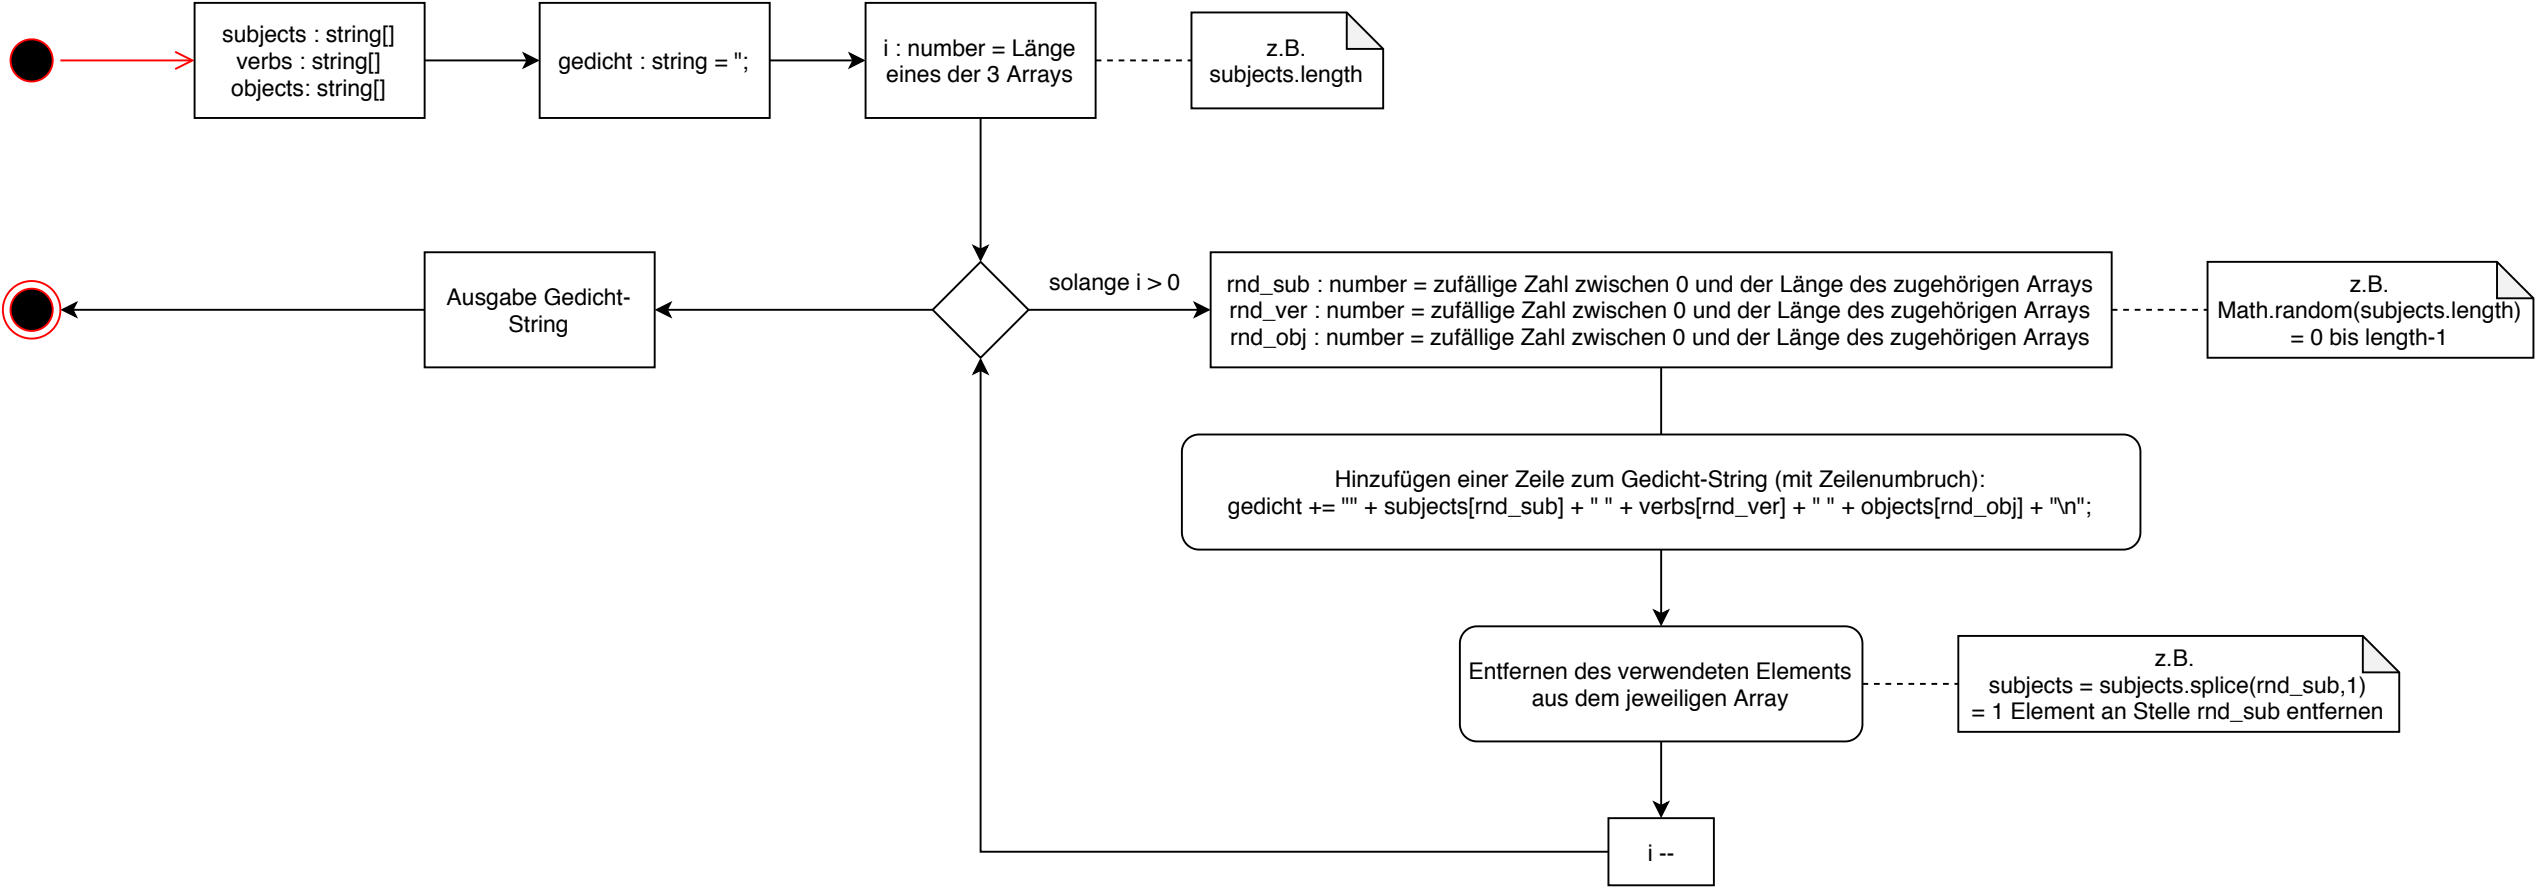 subjects : string[]
verbs : string[]
objects: string[]
gedicht : string = '';
i : number = Länge
eines der 3 Arrays
z.B.
subjects.length
Ausgabe Gedicht-
String
solange i > 0
rnd_sub : number = zufällige Zahl zwischen 0 und der Länge des zugehörigen Arrays
rnd_ver : number = zufällige Zahl zwischen 0 und der Länge des zugehörigen Arrays
rnd_obj : number = zufällige Zahl zwischen 0 und der Länge des zugehörigen Arrays
z.B.
Math.random(subjects.length)
= 0 bis length-1
Hinzufügen einer Zeile zum Gedicht-String (mit Zeilenumbruch):
gedicht += "" + subjects[rnd_sub] + " " + verbs[rnd_ver] + " " + objects[rnd_obj] + "\n";
Entfernen des verwendeten Elements
aus dem jeweiligen Array
z.B.
subjects = subjects.splice(rnd_sub,1)
= 1 Element an Stelle rnd_sub entfernen
i --